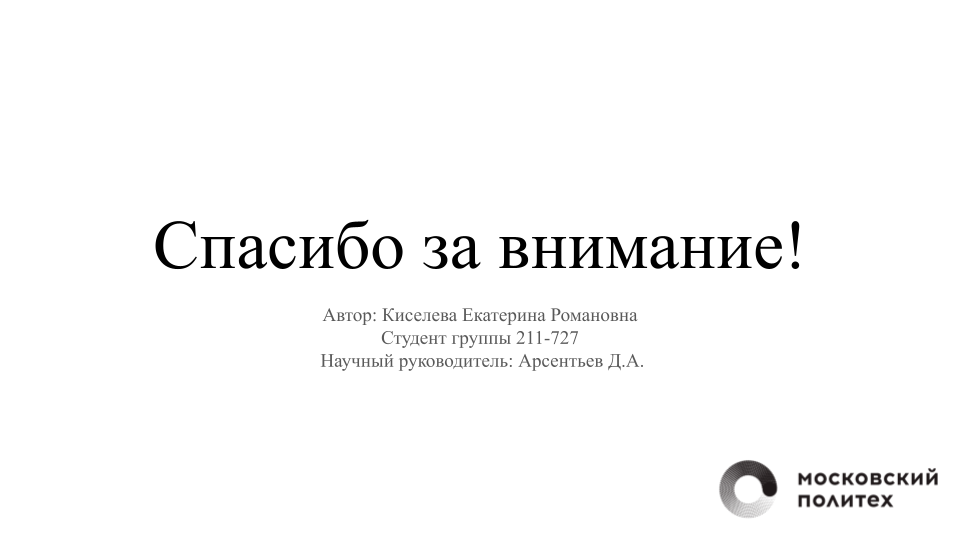 Спасибо за внимание!
Автор: Киселева Екатерина Романовна
Студент группы 211-727
Научный руководитель: Арсентьев Д.А.
московский
политех